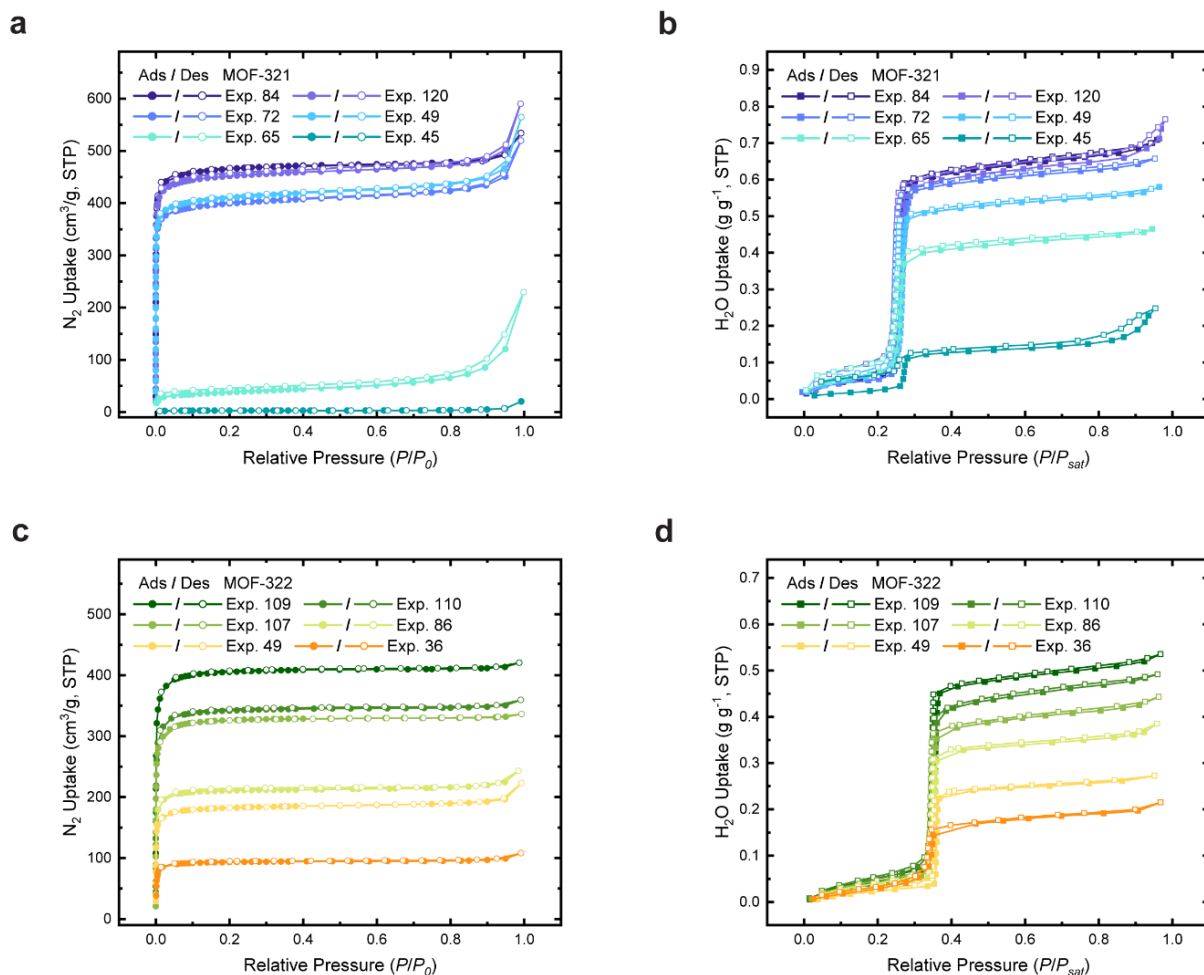 a
Ads / Des MOF-321
/ Exp. 84 / Exp. 120
/ Exp. 72 / Exp. 49
/ Exp. 65 / Exp. 45
600
500
400
300
200
100
0
N2 Uptake (cm³/g, STP)
0.0 0.2 0.4 0.6 0.8 1.0
Relative Pressure (P/P0)
b
Ads / Des MOF-321
/ Exp. 84 / Exp. 120
/ Exp. 72 / Exp. 49
/ Exp. 65 / Exp. 45
0.9
0.8
0.7
0.6
0.5
0.4
0.3
0.2
0.1
0.0
H2O Uptake (g g⁻¹, STP)
0.0 0.2 0.4 0.6 0.8 1.0
Relative Pressure (P/Psat)
c
Ads / Des MOF-322
/ Exp. 109 / Exp. 110
/ Exp. 107 / Exp. 86
/ Exp. 49 / Exp. 36
500
400
300
200
100
0
N2 Uptake (cm³/g, STP)
0.0 0.2 0.4 0.6 0.8 1.0
Relative Pressure (P/P0)
d
Ads / Des MOF-322
/ Exp. 109 / Exp. 110
/ Exp. 107 / Exp. 86
/ Exp. 49 / Exp. 36
0.7
0.6
0.5
0.4
0.3
0.2
0.1
0.0
H2O Uptake (g g⁻¹, STP)
0.0 0.2 0.4 0.6 0.8 1.0
Relative Pressure (P/Psat)